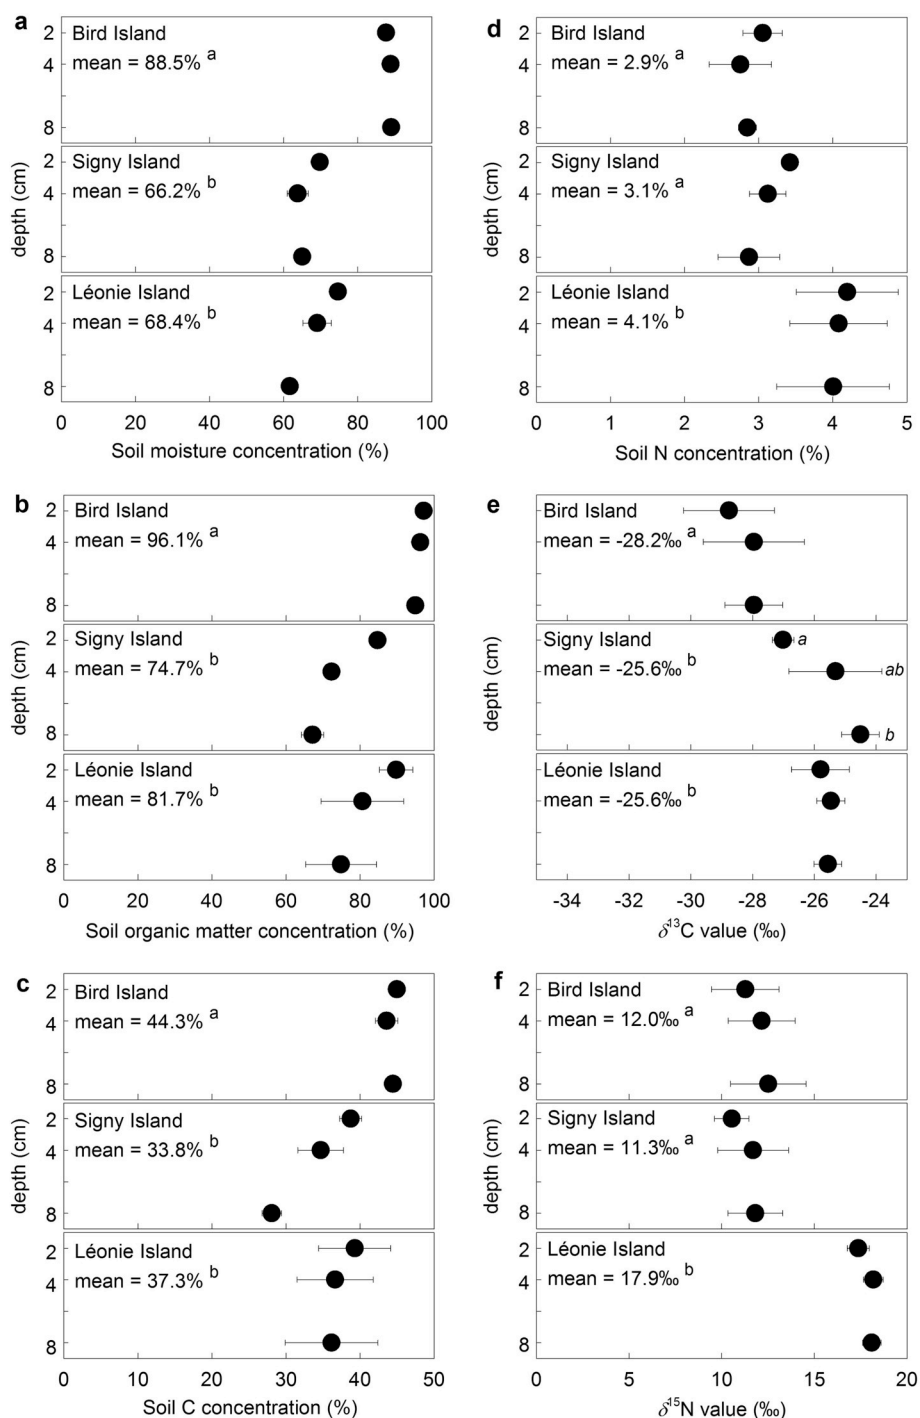 a
2
Bird Island
4
mean = 88.5% a
8
depth (cm)
2
Signy Island
4
mean = 66.2% b
8
2
Léonie Island
4
mean = 68.4% b
8
0 20 40 60 80 100
Soil moisture concentration (%)
b
2
Bird Island
4
mean = 96.1% a
8
depth (cm)
2
Signy Island
4
mean = 74.7% b
8
2
Léonie Island
4
mean = 81.7% b
8
0 20 40 60 80 100
Soil organic matter concentration (%)
c
2
Bird Island
4
mean = 44.3% a
8
depth (cm)
2
Signy Island
4
mean = 33.8% b
8
2
Léonie Island
4
mean = 37.3% b
8
0 10 20 30 40 50
Soil C concentration (%)
d
2
Bird Island
4
mean = 2.9% a
8
depth (cm)
2
Signy Island
4
mean = 3.1% a
8
2
Léonie Island
4
mean = 4.1% b
8
0 1 2 3 4 5
Soil N concentration (%)
e
2
Bird Island
4
mean = -28.2‰ a
8
depth (cm)
2
Signy Island
a
4
mean = -25.6‰ b
ab
8
b
2
Léonie Island
4
mean = -25.6‰ b
8
-34 -32 -30 -28 -26 -24
δ13C value (‰)
f
2
Bird Island
4
mean = 12.0‰ a
8
depth (cm)
2
Signy Island
4
mean = 11.3‰ a
8
2
Léonie Island
4
mean = 17.9‰ b
8
0 5 10 15 20
δ15N value (‰)